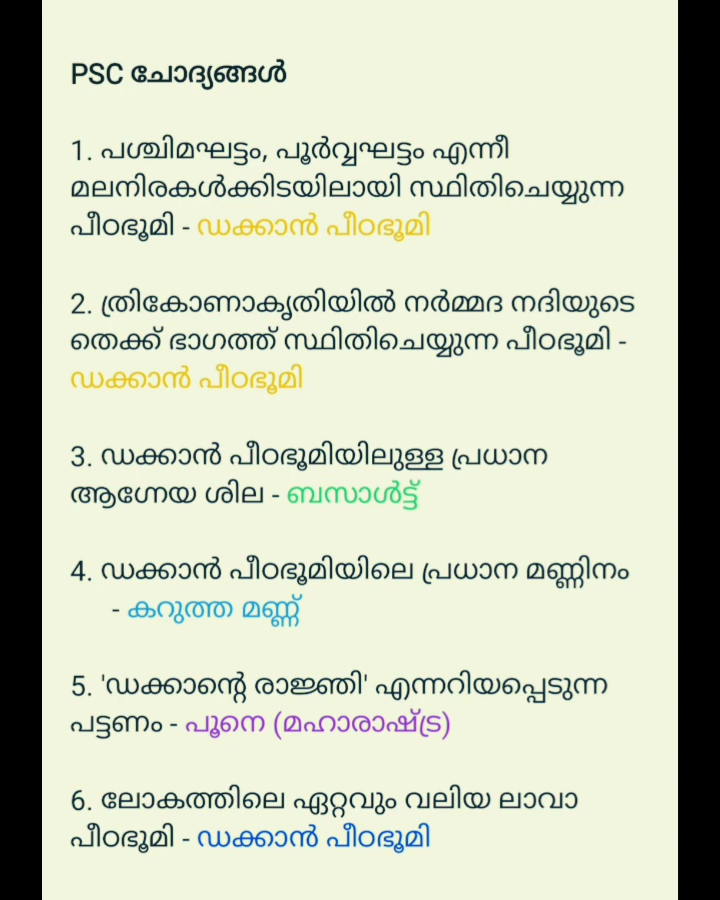 PSC ചോദ്യങ്ങൾ
1. പശ്ചിമഘട്ടം, പൂർവ്വഘട്ടം എന്നീ
മലനിരകൾക്കിടയിലായി സ്ഥിതിചെയ്യുന്ന
പീഠഭൂമി - ഡക്കാൻ പീഠഭൂമി
2. ത്രികോണാകൃതിയിൽ നർമ്മദ നദിയുടെ
തെക്ക് ഭാഗത്ത് സ്ഥിതിചെയ്യുന്ന പീഠഭൂമി -
ഡക്കാൻ പീഠഭൂമി
3. ഡക്കാൻ പീഠഭൂമിയിലുള്ള പ്രധാന
ആഗ്നേയ ശില - ബസാൾട്ട്
4. ഡക്കാൻ പീഠഭൂമിയിലെ പ്രധാന മണ്ണിനം
- കറുത്ത മണ്ണ്
5. 'ഡക്കാന്റെ രാജ്ഞി' എന്നറിയപ്പെടുന്ന
പട്ടണം - പൂനെ (മഹാരാഷ്ട്ര)
6. ലോകത്തിലെ ഏറ്റവും വലിയ ലാവാ
പീഠഭൂമി - ഡക്കാൻ പീഠഭൂമി